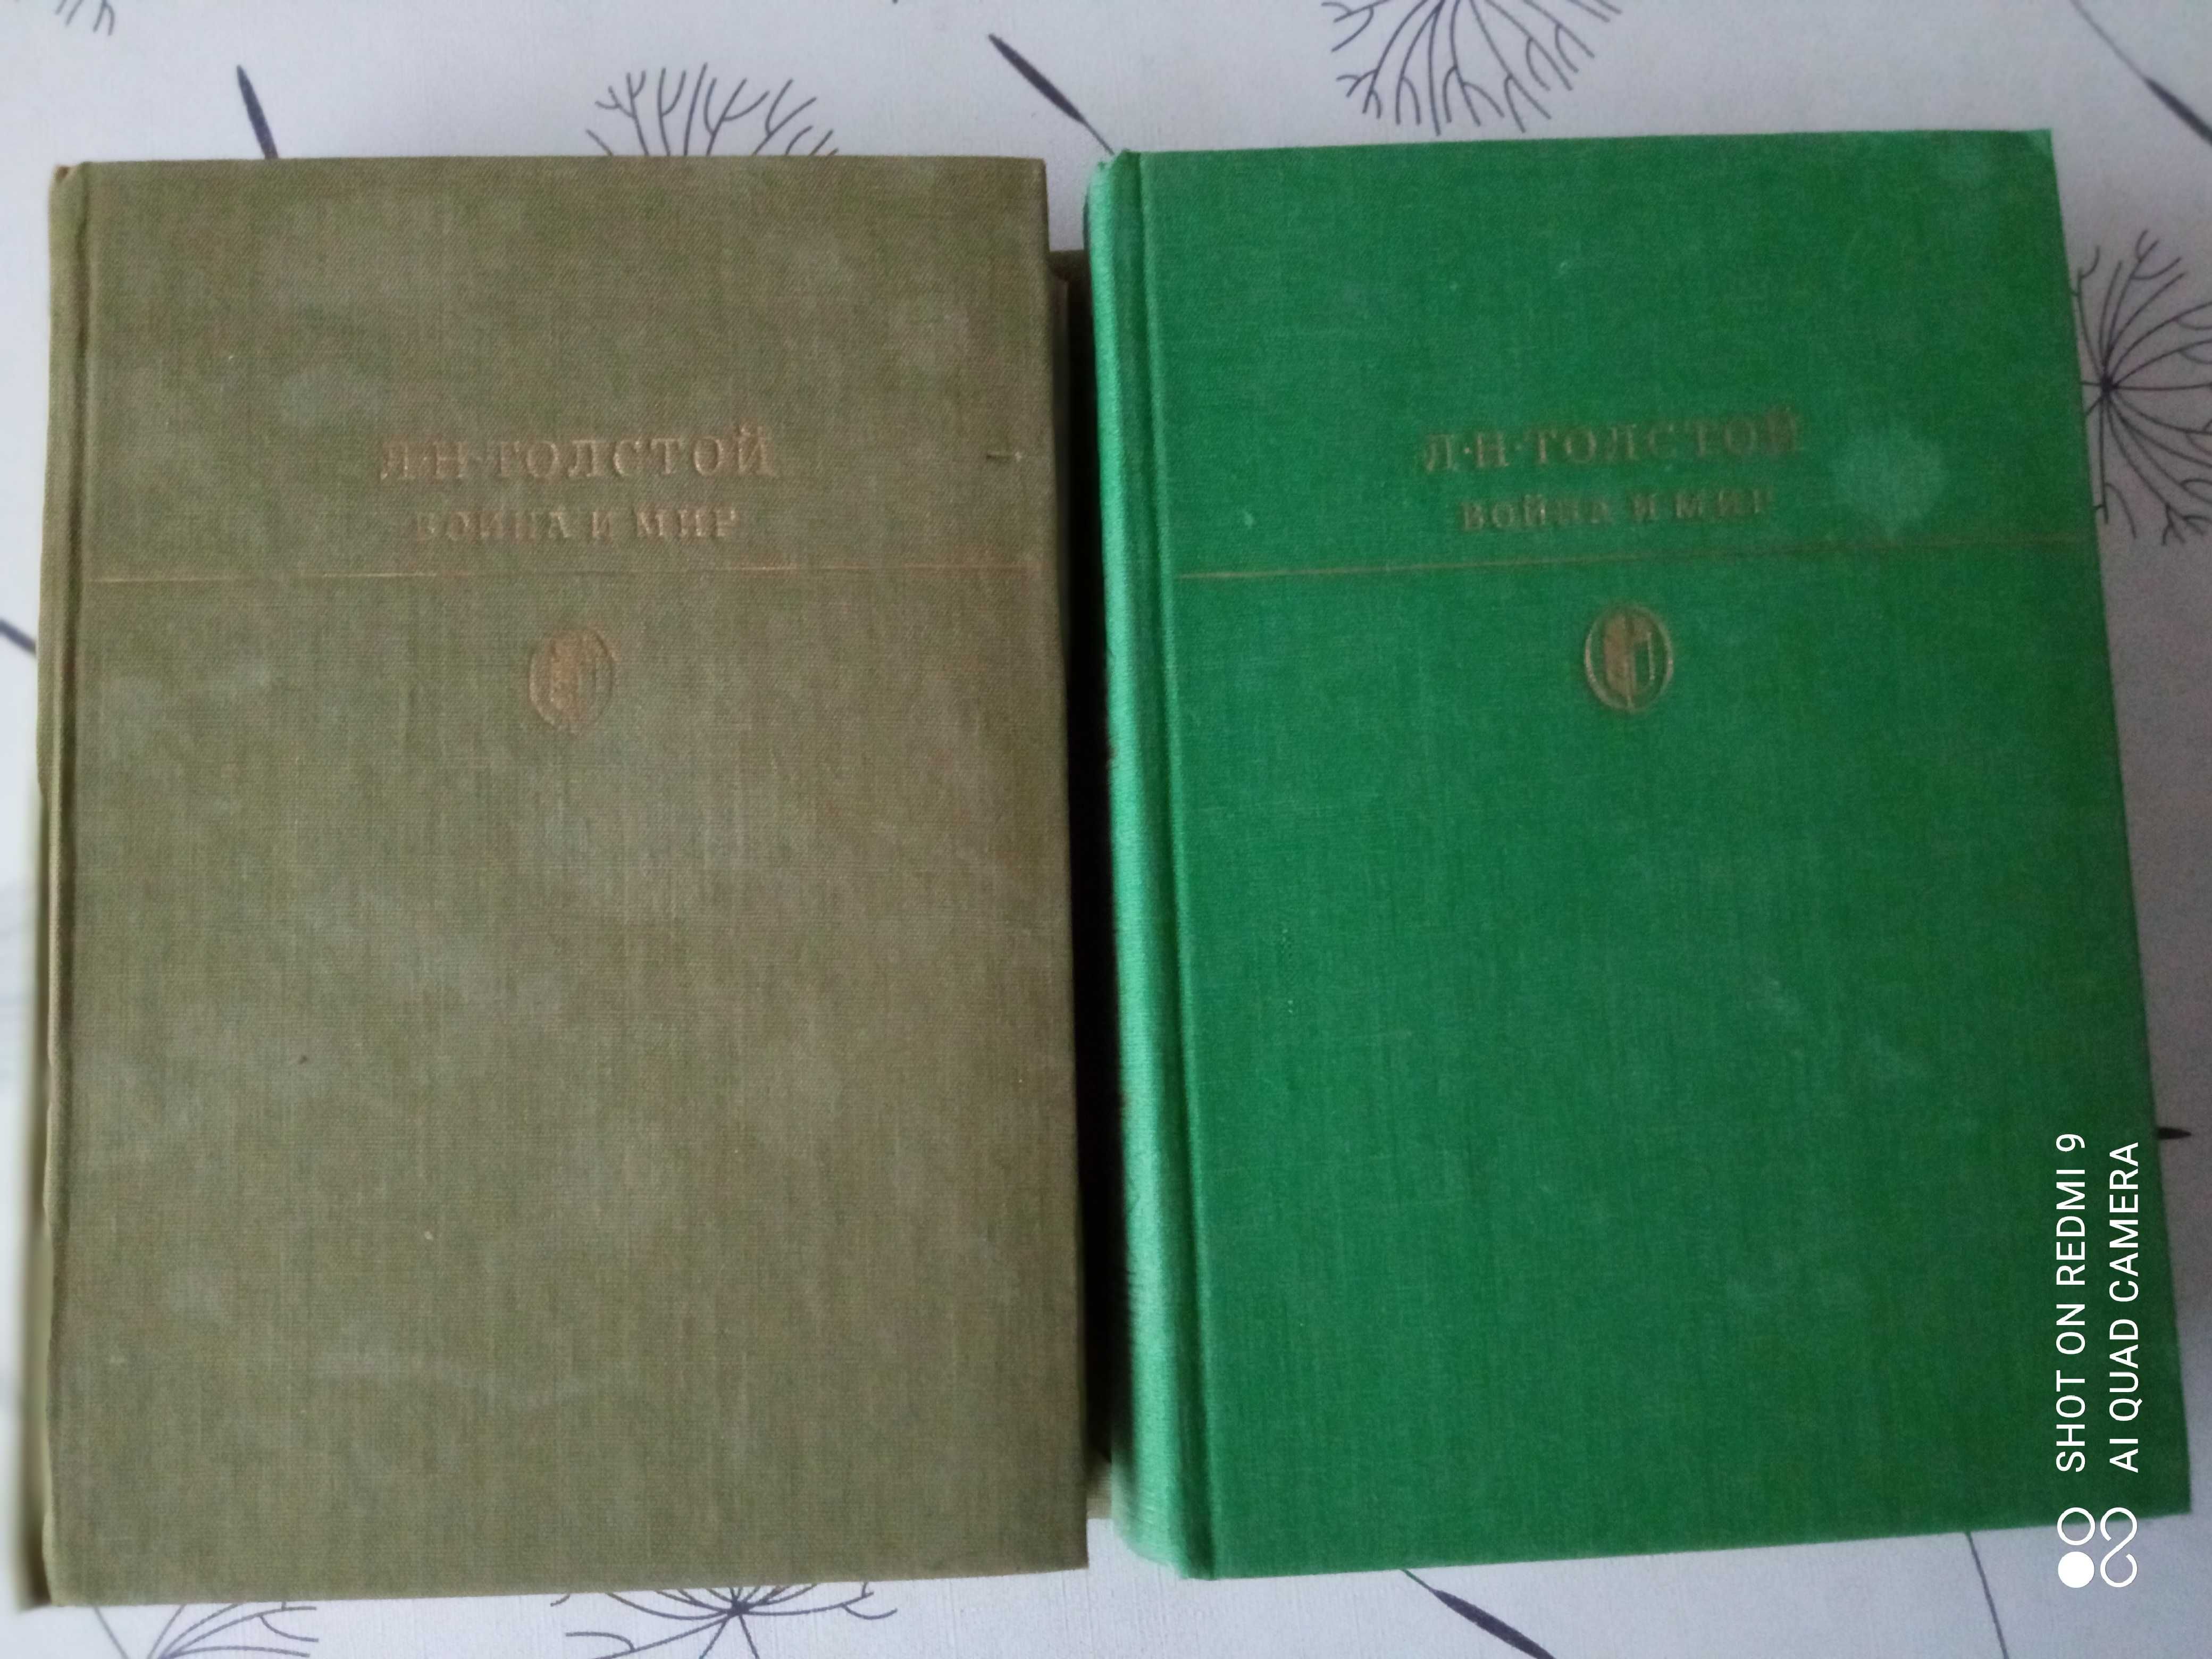 Л·Н·ТОЛСТОЙ
ВОЙНА И МИР
Л·Н·ТОЛСТОЙ
ВОЙНА И МИР
SHOT ON REDMI 9
AI QUAD CAMERA